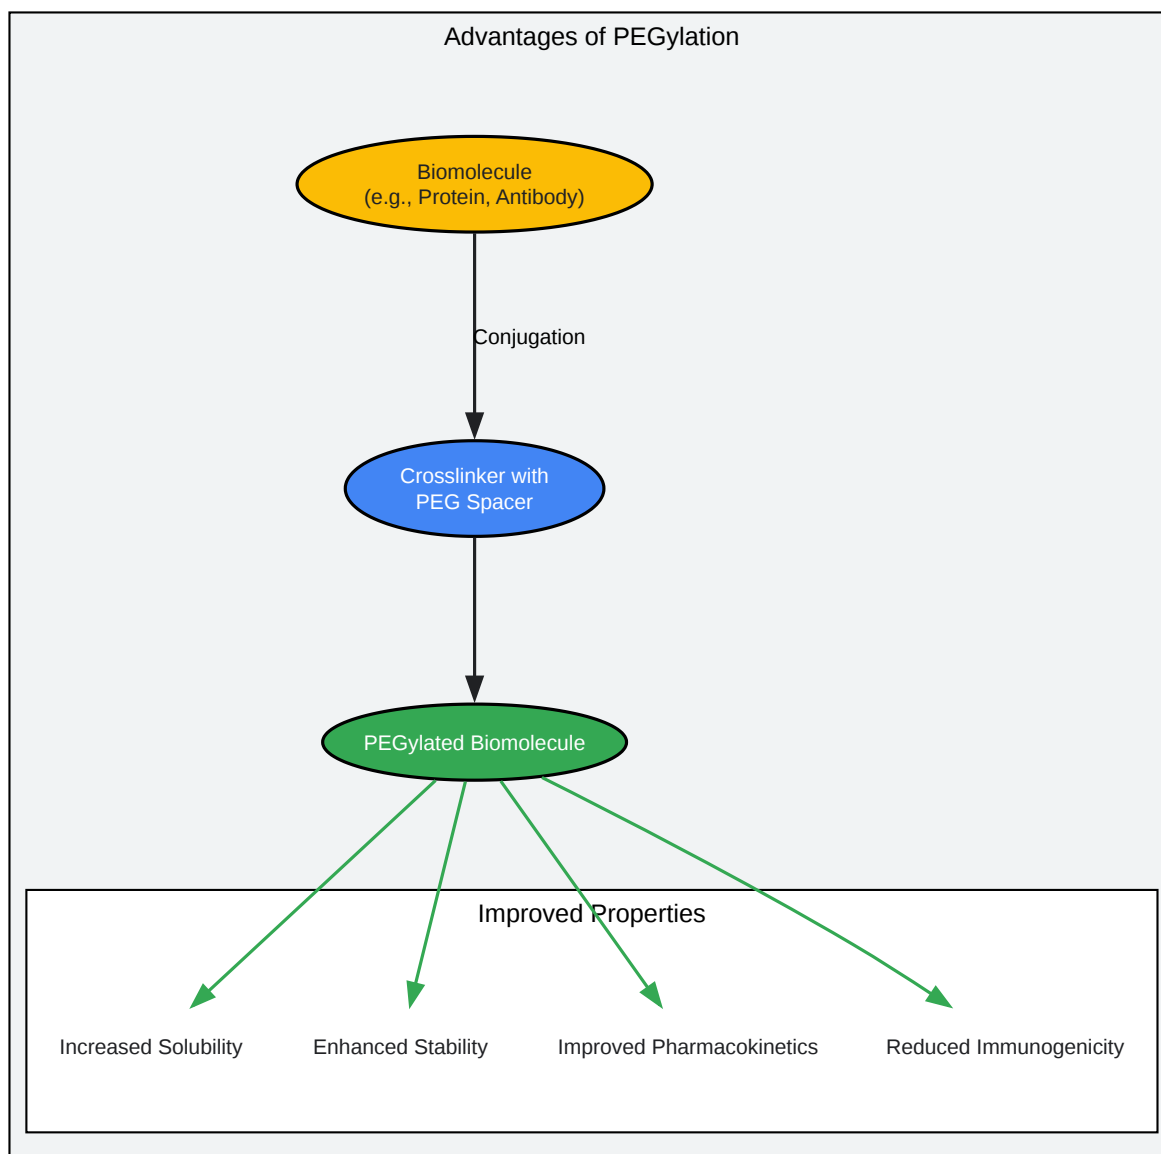 Advantages of PEGylation
Biomolecule
(e.g., Protein, Antibody)
Conjugation
Crosslinker with
PEG Spacer
PEGylated Biomolecule
Improved Properties
Increased Solubility
Enhanced Stability
Improved Pharmacokinetics
Reduced Immunogenicity